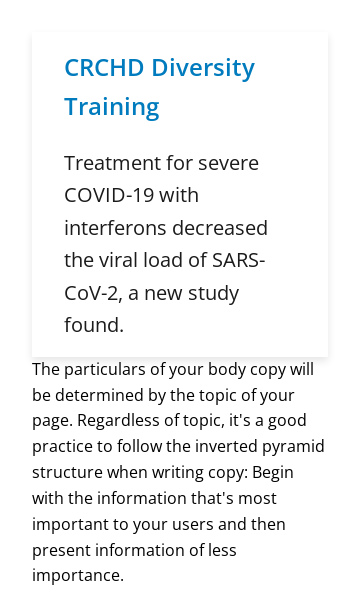 CRCHD Diversity
Training
Treatment for severe
COVID-19 with
interferons decreased
the viral load of SARS-
CoV-2, a new study
found.
The particulars of your body copy will
be determined by the topic of your
page. Regardless of topic, it's a good
practice to follow the inverted pyramid
structure when writing copy: Begin
with the information that's most
important to your users and then
present information of less
importance.